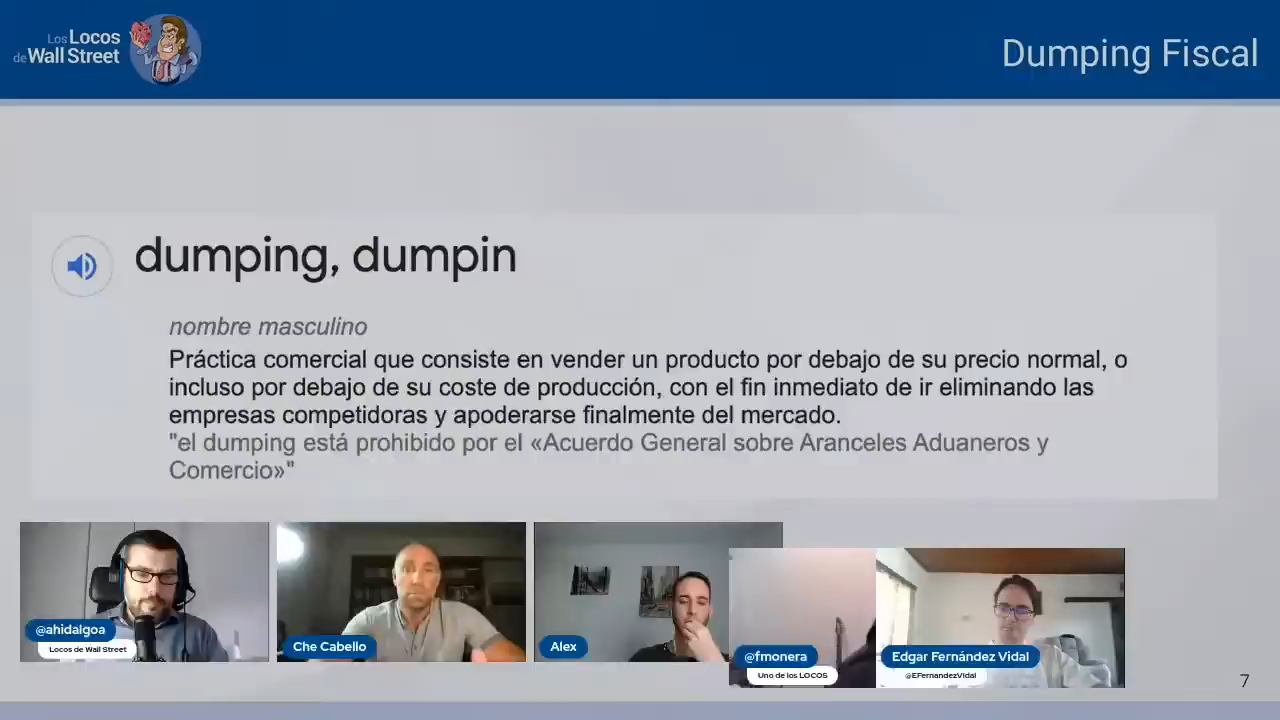 Los Locos
de Wall Street
Dumping Fiscal
dumping, dumpin
nombre masculino
Práctica comercial que consiste en vender un producto por debajo de su precio normal, o
incluso por debajo de su coste de producción, con el fin inmediato de ir eliminando las
empresas competidoras y apoderarse finalmente del mercado.
"el dumping está prohibido por el «Acuerdo General sobre Aranceles Aduaneros y
Comercio»"
@ahidalgoa
Locos de Wall Street
Che Cabello
Alex
@fmonera
Uno de los LOCOS
Edgar Fernández Vidal
@EFernandezVidal
7